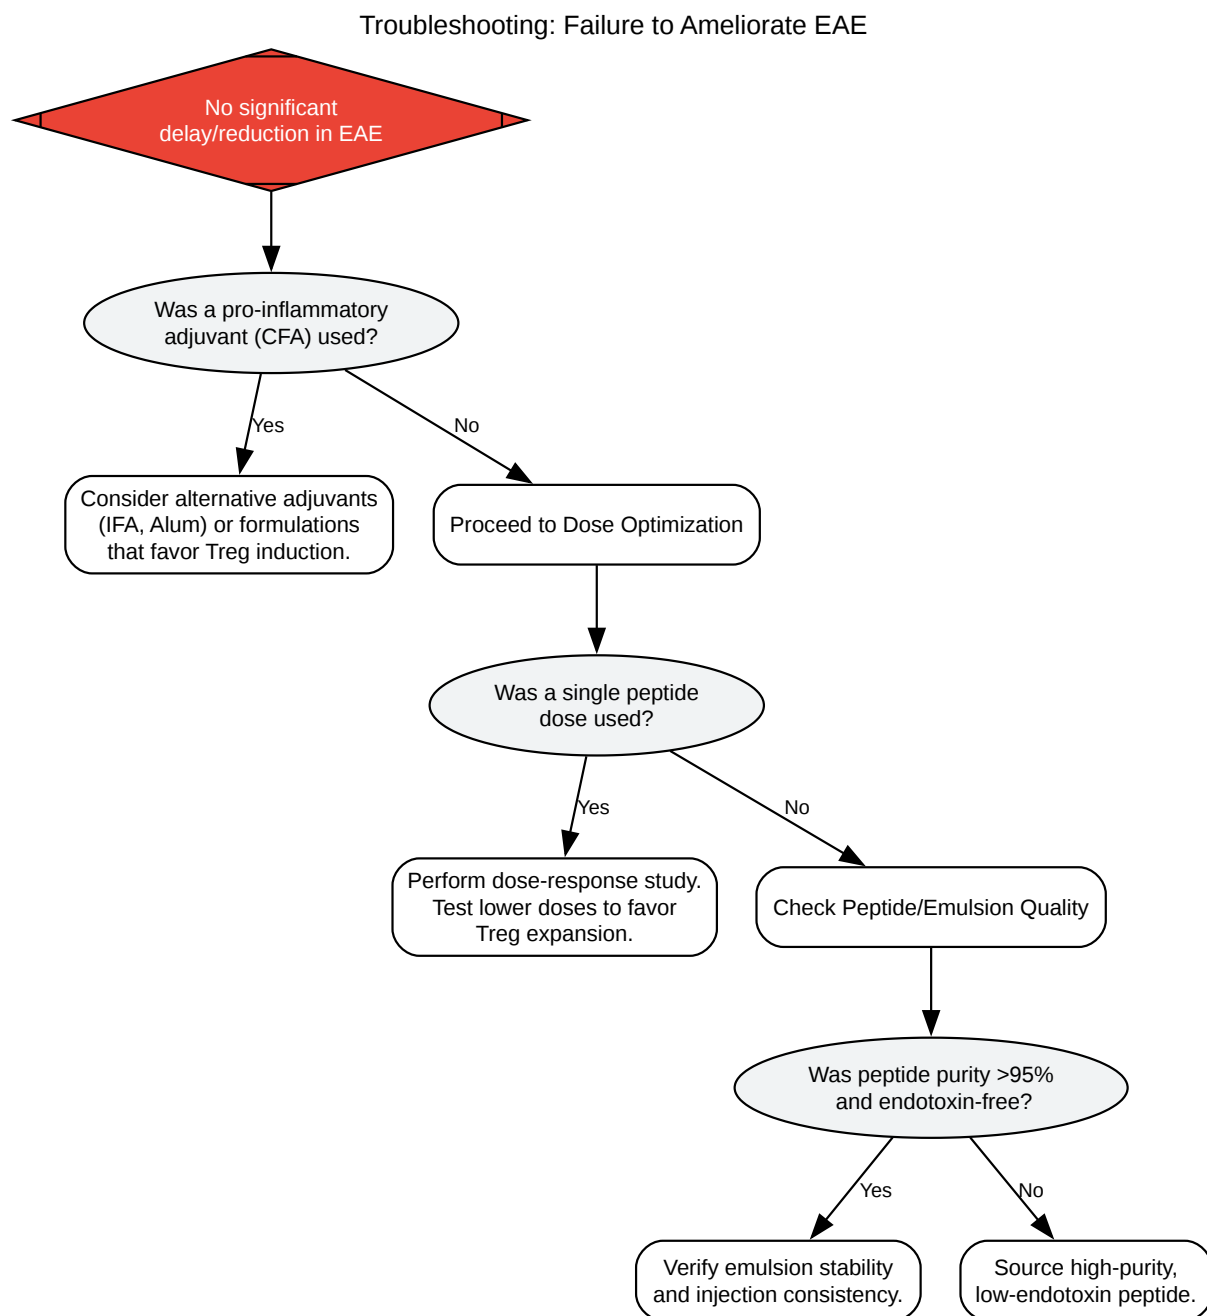 Troubleshooting: Failure to Ameliorate EAE
No significant
delay/reduction in EAE
Was a pro-inflammatory
adjuvant (CFA) used?
Yes
No
Consider alternative adjuvants
(IFA, Alum) or formulations
that favor Treg induction.
Proceed to Dose Optimization
Was a single peptide
dose used?
Yes
No
Perform dose-response study.
Test lower doses to favor
Treg expansion.
Check Peptide/Emulsion Quality
Was peptide purity >95%
and endotoxin-free?
Yes
No
Verify emulsion stability
and injection consistency.
Source high-purity,
low-endotoxin peptide.